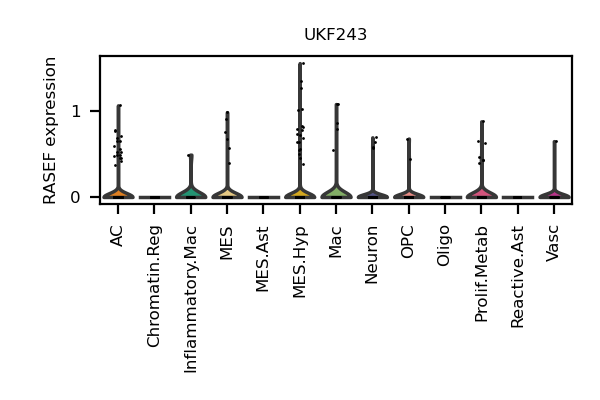 UKF243
RASEF expression
1
0
AC
Chromatin.Reg
Inflammatory.Mac
MES
MES.Ast
MES.Hyp
Mac
Neuron
OPC
Oligo
Prolif.Metab
Reactive.Ast
Vasc